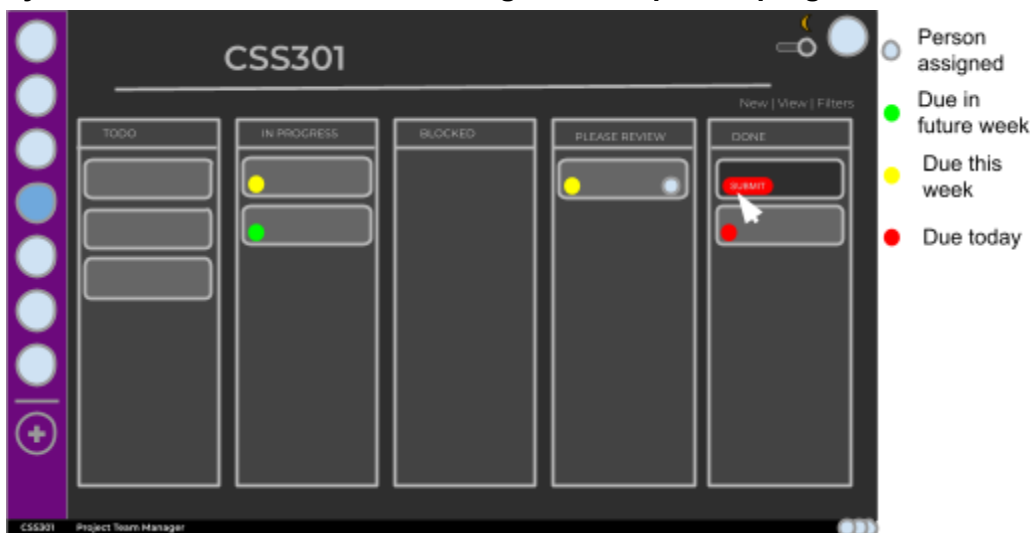 CSS301
New | View | Filters
TODO
IN PROGRESS
BLOCKED
PLEASE REVIEW
DONE
SUBMIT
CSS301 Project Team Manager
Person
assigned
Due in
future week
Due this
week
Due today